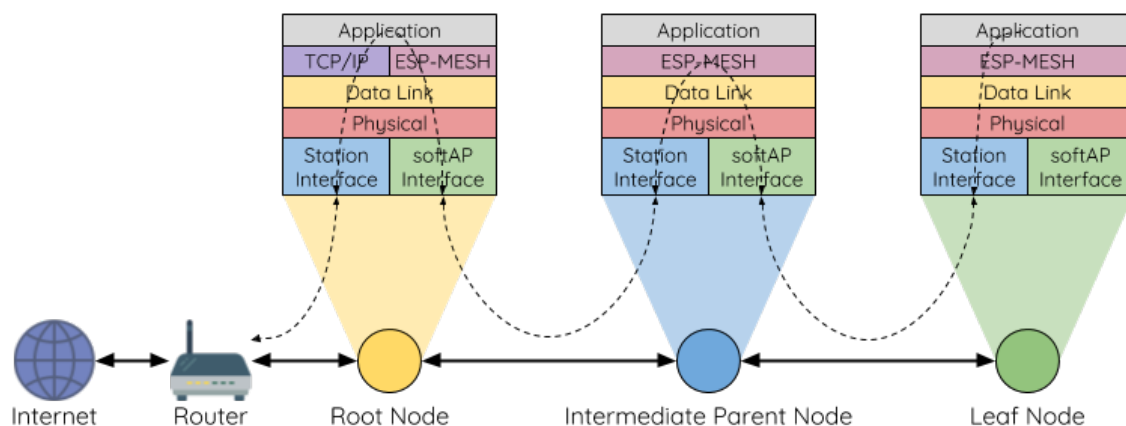 Application
TCP/IP
ESP-MESH
Data Link
Physical
Station
Interface
softAP
Interface
Application
ESP-MESH
Data Link
Physical
Station
Interface
softAP
Interface
Application
ESP-MESH
Data Link
Physical
Station
Interface
softAP
Interface
Internet
Router
Root Node
Intermediate Parent Node
Leaf Node